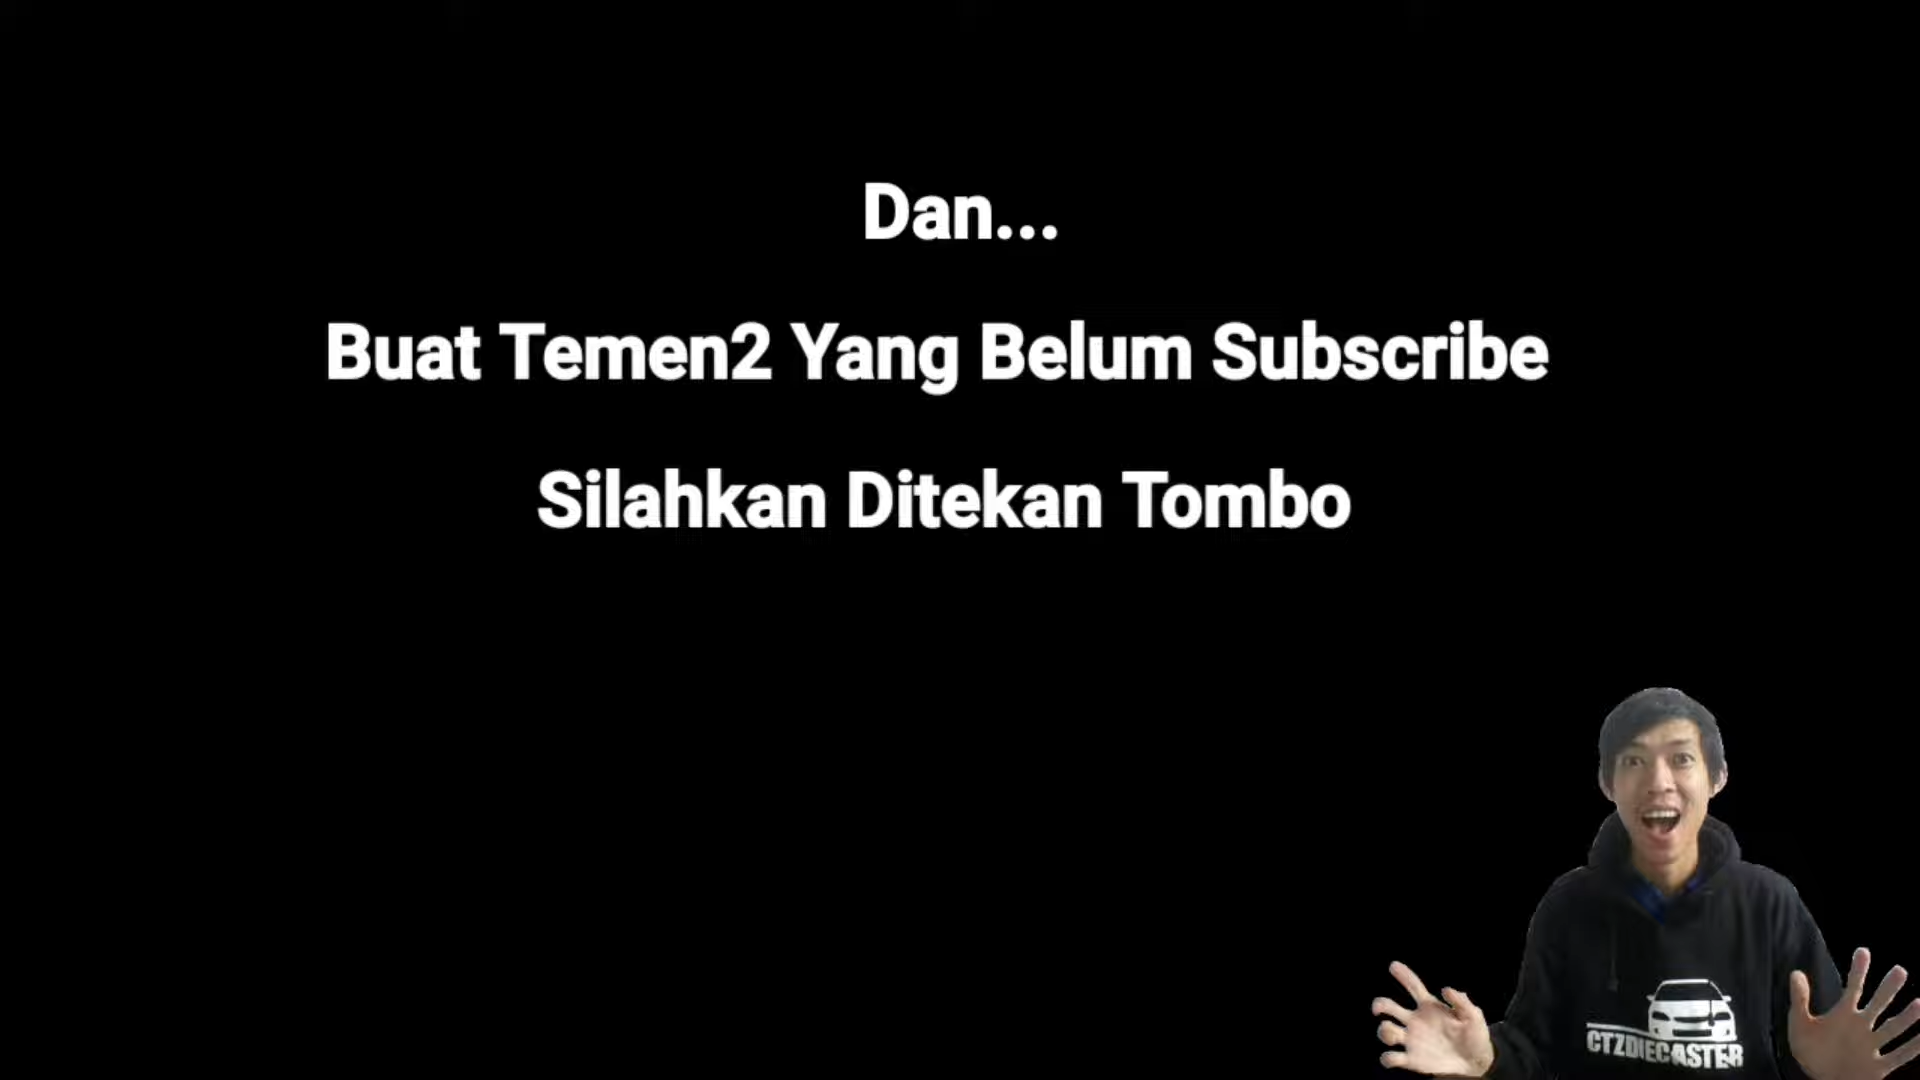 Dan...
Buat Temen2 Yang Belum Subscribe
Silahkan Ditekan Tombo
CTZDIECASTER